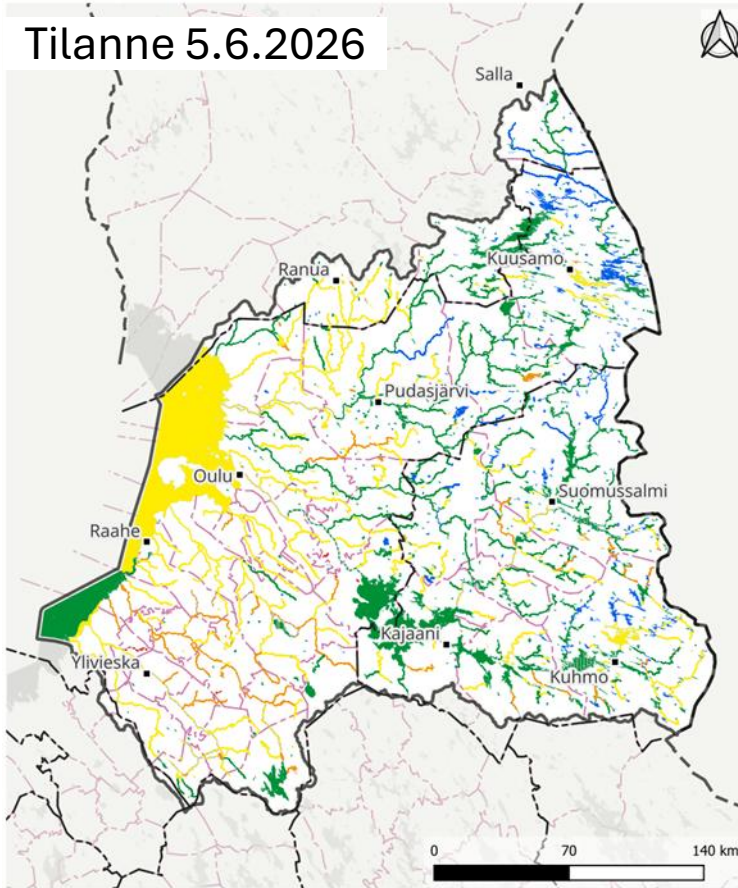 Tilanne 5.6.2026
Salla
Kuusamo
Ranua
Pudasjärvi
Oulu
Suomussalmi
Raahe
Kajaani
Ylivieska
Kuhmo
0 70 140 km